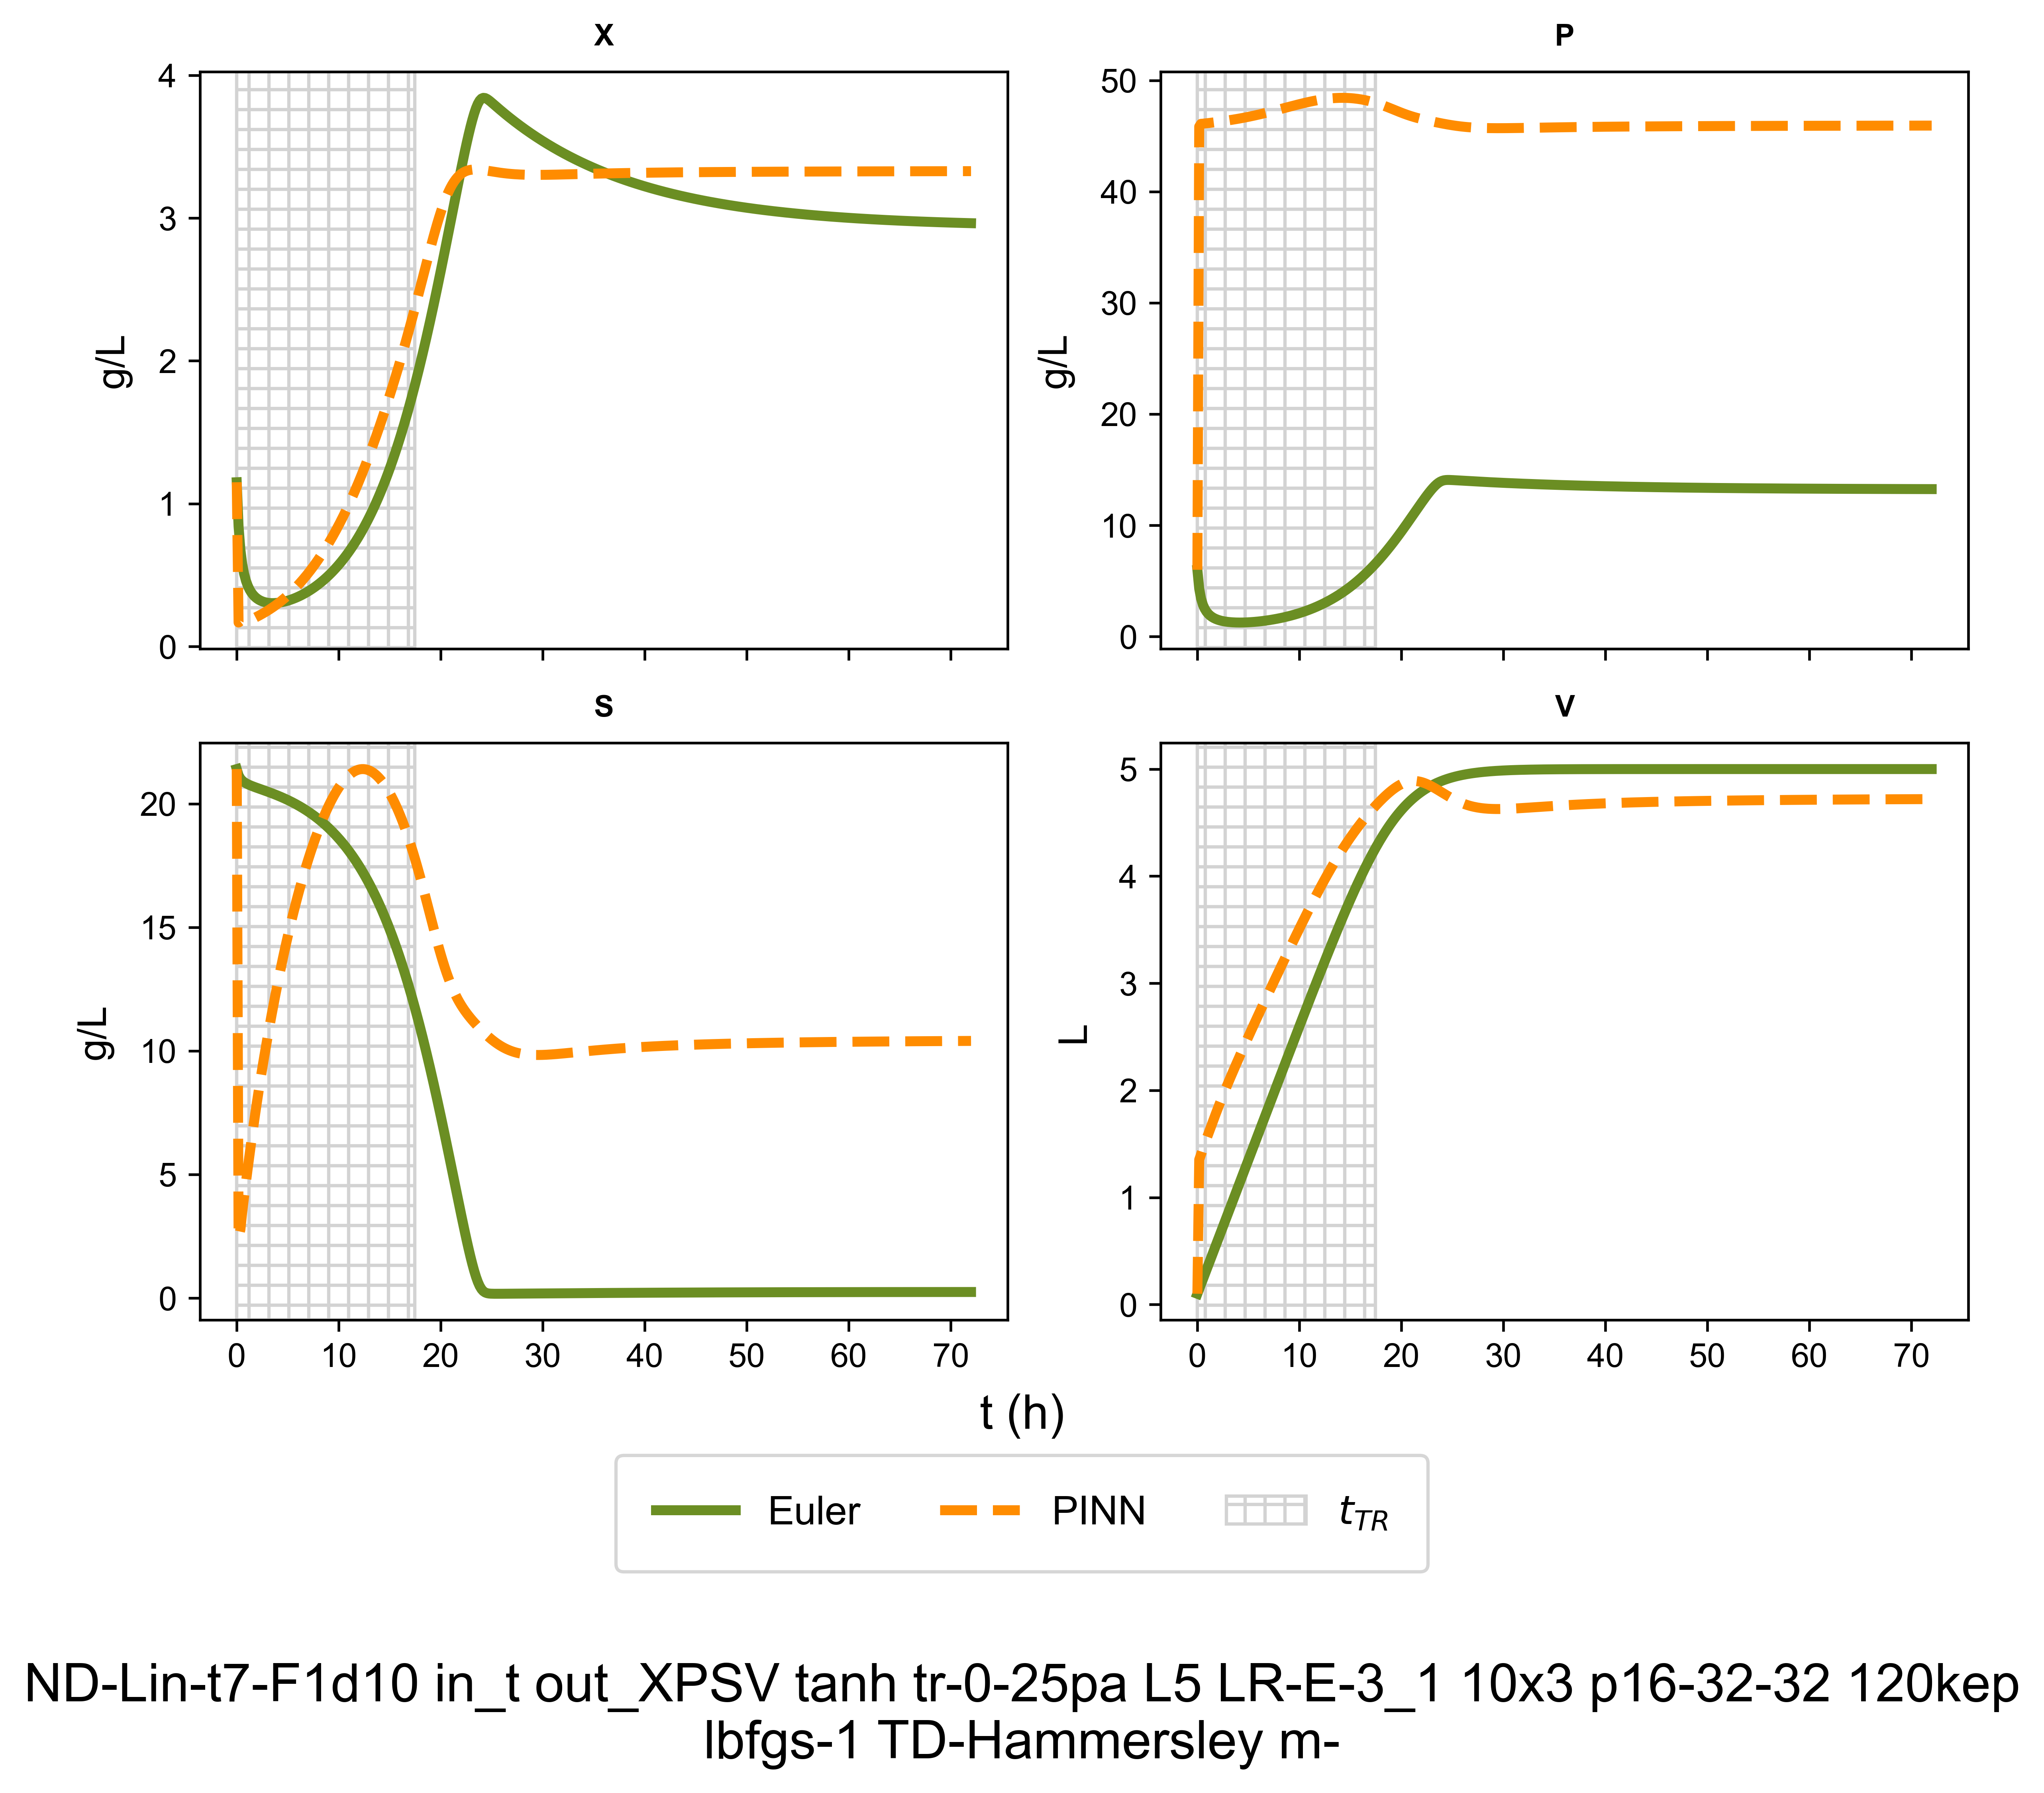 X
P
4
3
2
1
0
g/L
50
40
30
20
10
0
g/L
S
V
20
15
10
5
0
g/L
0 10 20 30 40 50 60 70
5
4
3
2
1
0
L
0 10 20 30 40 50 60 70
t (h)
Euler PINN t_TR
ND-Lin-t7-F1d10 in_t out_XPSV tanh tr-0-25pa L5 LR-E-3_1 10x3 p16-32-32 120kep
lbfgs-1 TD-Hammersley m-